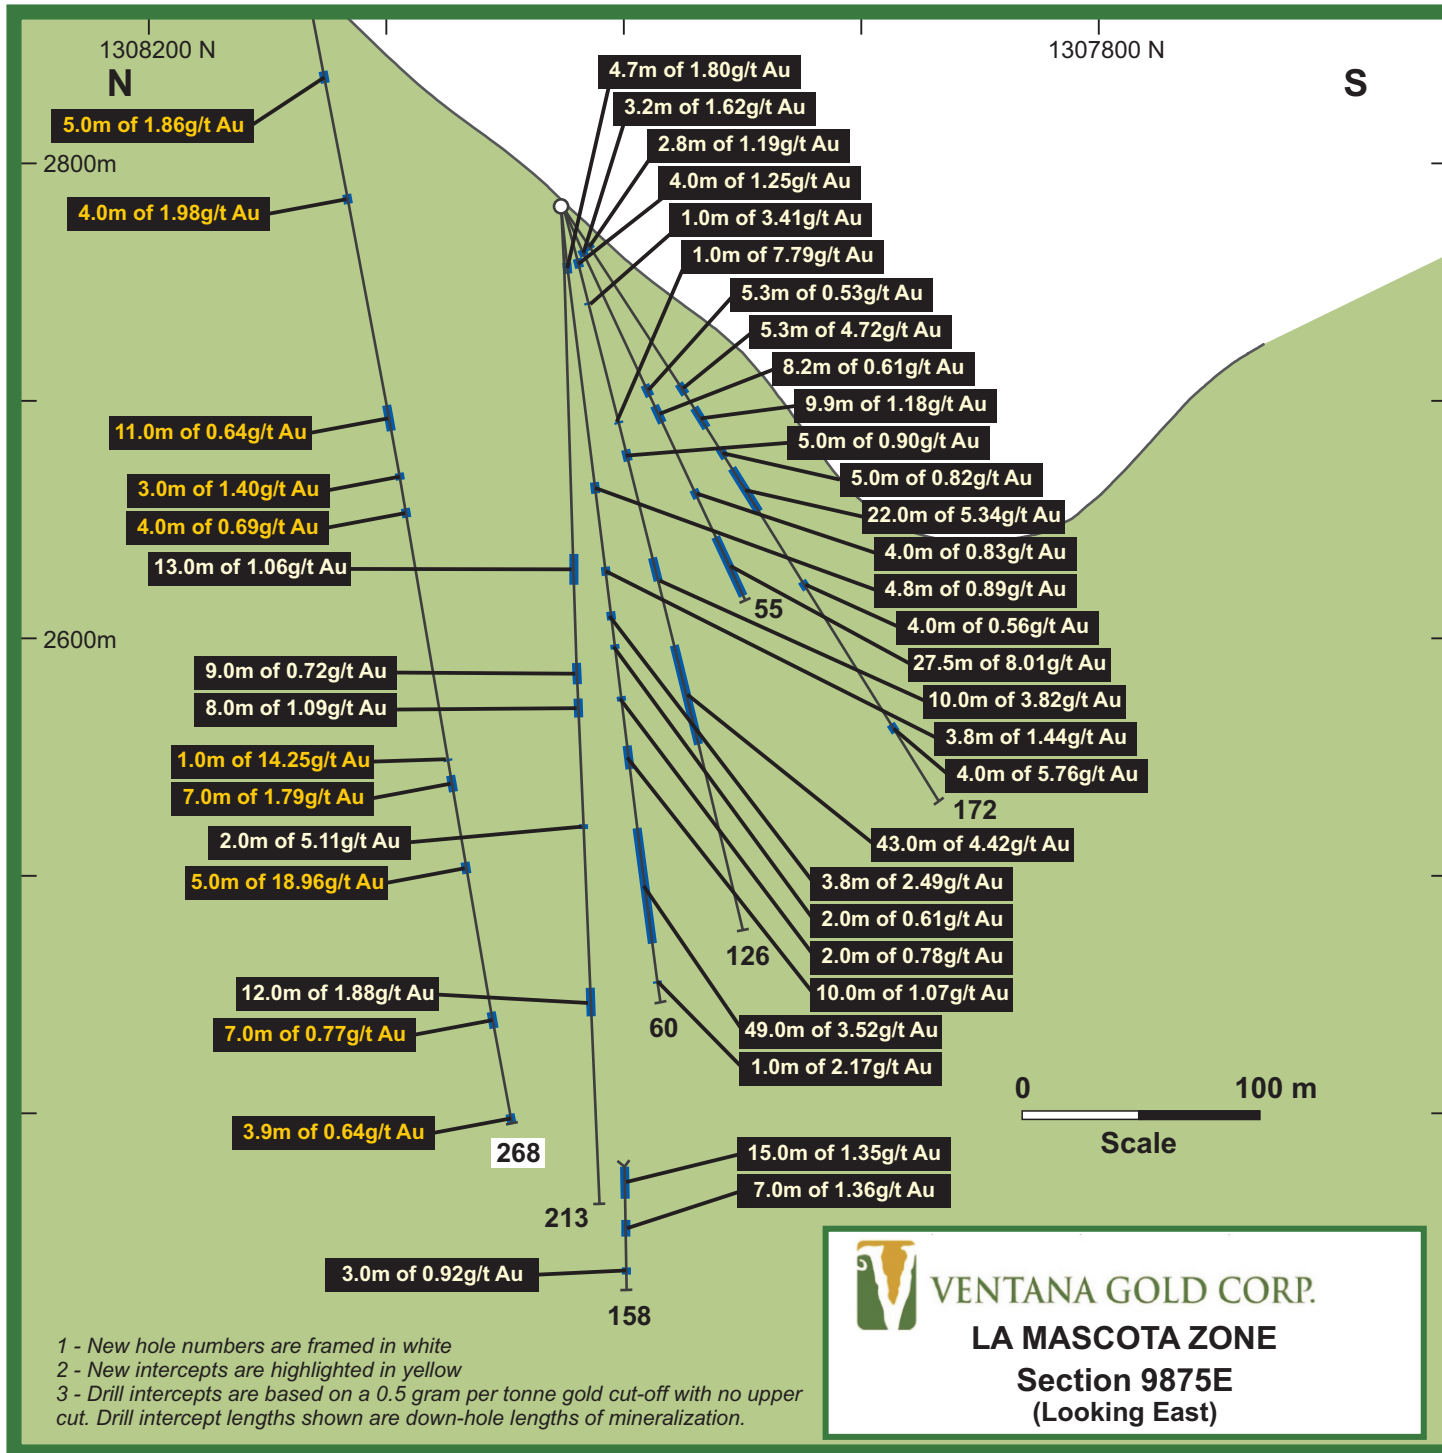 1308200 N
1307800 N
N
S
4.7m of 1.80g/t Au
3.2m of 1.62g/t Au
5.0m of 1.86g/t Au
2.8m of 1.19g/t Au
2800m
4.0m of 1.25g/t Au
4.0m of 1.98g/t Au
1.0m of 3.41g/t Au
1.0m of 7.79g/t Au
5.3m of 0.53g/t Au
5.3m of 4.72g/t Au
8.2m of 0.61g/t Au
9.9m of 1.18g/t Au
11.0m of 0.64g/t Au
5.0m of 0.90g/t Au
5.0m of 0.82g/t Au
3.0m of 1.40g/t Au
22.0m of 5.34g/t Au
4.0m of 0.69g/t Au
4.0m of 0.83g/t Au
13.0m of 1.06g/t Au
4.8m of 0.89g/t Au
55
4.0m of 0.56g/t Au
2600m
27.5m of 8.01g/t Au
9.0m of 0.72g/t Au
10.0m of 3.82g/t Au
8.0m of 1.09g/t Au
3.8m of 1.44g/t Au
1.0m of 14.25g/t Au
4.0m of 5.76g/t Au
7.0m of 1.79g/t Au
172
2.0m of 5.11g/t Au
43.0m of 4.42g/t Au
5.0m of 18.96g/t Au
3.8m of 2.49g/t Au
2.0m of 0.61g/t Au
126
2.0m of 0.78g/t Au
12.0m of 1.88g/t Au
10.0m of 1.07g/t Au
60
7.0m of 0.77g/t Au
49.0m of 3.52g/t Au
1.0m of 2.17g/t Au
0 100 m
Scale
3.9m of 0.64g/t Au
268
15.0m of 1.35g/t Au
7.0m of 1.36g/t Au
213
3.0m of 0.92g/t Au
158
VENTANA GOLD CORP.
LA MASCOTA ZONE
Section 9875E
(Looking East)
1 - New hole numbers are framed in white
2 - New intercepts are highlighted in yellow
3 - Drill intercepts are based on a 0.5 gram per tonne gold cut-off with no upper
cut. Drill intercept lengths shown are down-hole lengths of mineralization.